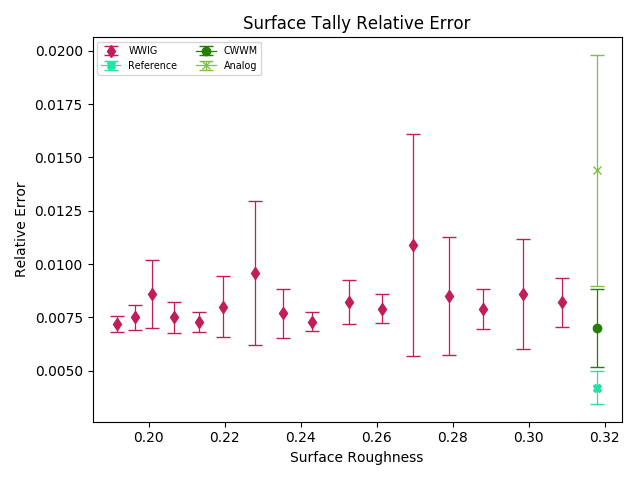 Surface Tally Relative Error
WWIG
CWWM
Reference
Analog
0.0200
0.0175
0.0150
0.0125
0.0100
0.0075
0.0050
Relative Error
0.20
0.22
0.24
0.26
0.28
0.30
0.32
Surface Roughness